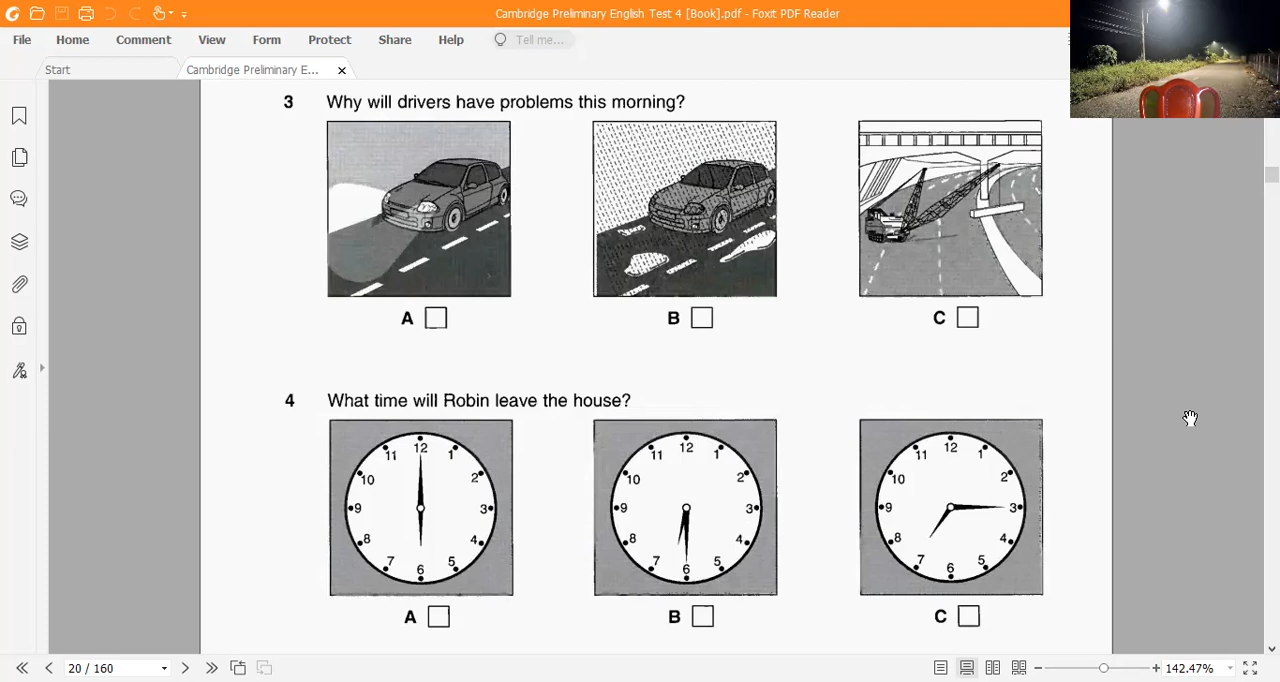 Cambridge Preliminary English Test 4 [Book].pdf - Foxit PDF Reader
File Home Comment View Form Protect Share Help Tell me...
Start Cambridge Preliminary E...
3 Why will drivers have problems this morning?
A B C
4 What time will Robin leave the house?
12 1 2 3 4 5 6 7 8 9 10 11
12 1 2 3 4 5 6 7 8 9 10 11
12 1 2 3 4 5 6 7 8 9 10 11
A B C
20 / 160 142.47%